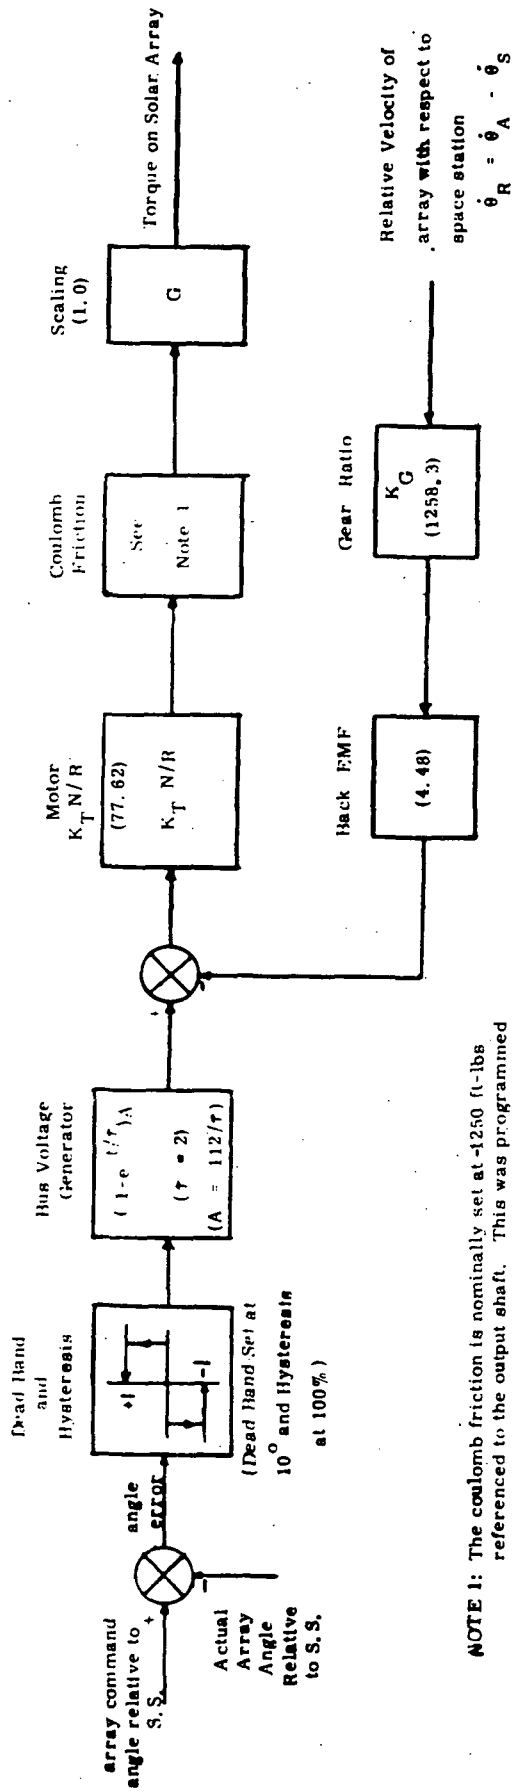 array command
angle relative to
S.S.
+
-
Actual
Array
Angle
Relative
to S.S.
angle
error
Dead Band
and
Hysteresis
+1
-1
(Dead Band Set at
10° and Hysteresis
at 100%)
Bus Voltage
Generator
(1-e t/τ)A
(τ = 2)
(A = 112/τ)
+
-
Motor
K_T N/R
(77.62)
K_T N/R
Coulomb
Friction
See
Note 1
Scaling
(1.0)
G
Torque on Solar Array
Back EMF
(4.48)
Gear Ratio
K_G
(1258.3)
Relative Velocity of
array with respect to
space station
θ̇_R = θ̇_A - θ̇_S
NOTE 1: The coulomb friction is nominally set at -1250 ft-lbs
referenced to the output shaft. This was programmed